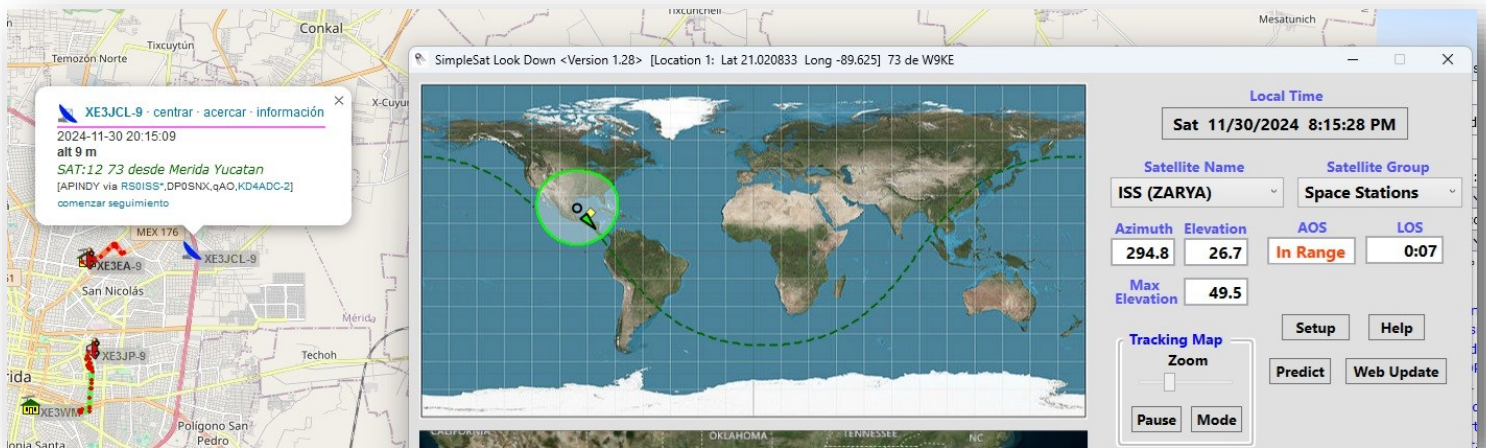 Tixcuncheil
Mesatunich
Conkal
Tixcuytún
Temozón Norte
X-Cuyu
XE3JCL-9 · centrar · acercar · información
2024-11-30 20:15:09
alt 9 m
SAT:12 73 desde Merida Yucatan
[APINDY via RS0ISS*,DP0SNX,qAO,KD4ADC-2]
comenzar seguimiento
MEX 176
XE3EA-9
XE3JCL-9
San Nicolás
Mérida
XE3JP-9
Techoh
rida
XE3WM
Polígono San
Pedro
onia Santa
SimpleSat Look Down <Version 1.28> [Location 1: Lat 21.020833 Long -89.625] 73 de W9KE
Local Time
Sat 11/30/2024 8:15:28 PM
Satellite Name
Satellite Group
ISS (ZARYA)
Space Stations
Azimuth
Elevation
AOS
LOS
294.8
26.7
In Range
0:07
Max
Elevation
49.5
Setup
Help
Tracking Map
Zoom
Predict
Web Update
Pause
Mode
CALIFORNIA
OKLAHOMA
TENNESSEE
NC